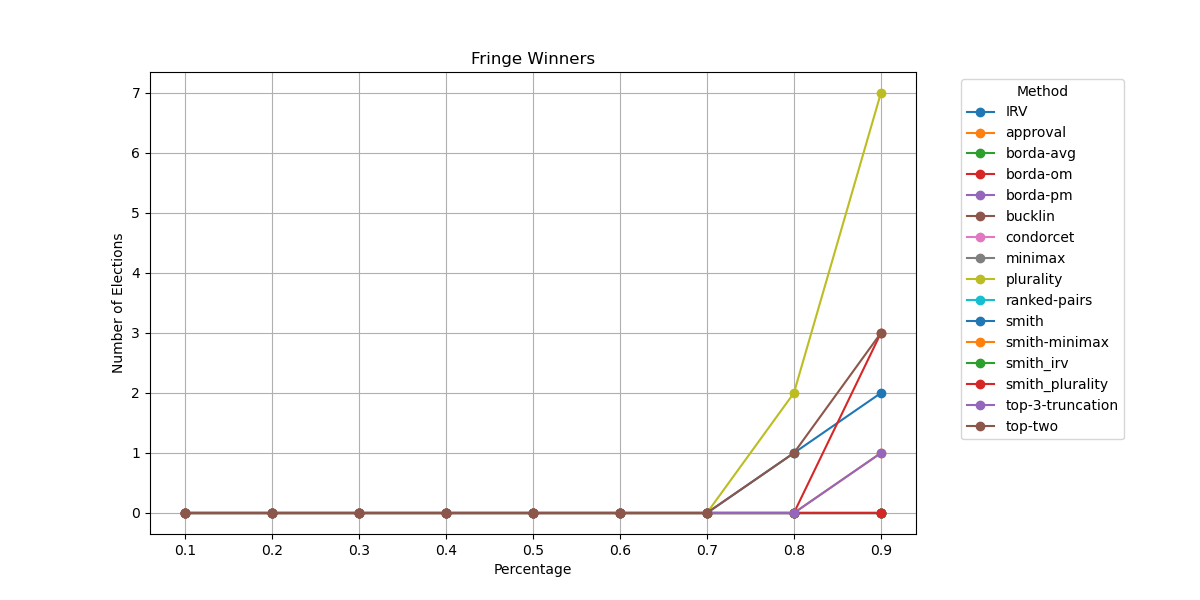 Fringe Winners
Number of Elections
7
6
5
4
3
2
1
0
0.1 0.2 0.3 0.4 0.5 0.6 0.7 0.8 0.9
Percentage
Method
IRV
approval
borda-avg
borda-om
borda-pm
bucklin
condorcet
minimax
plurality
ranked-pairs
smith
smith-minimax
smith_irv
smith_plurality
top-3-truncation
top-two